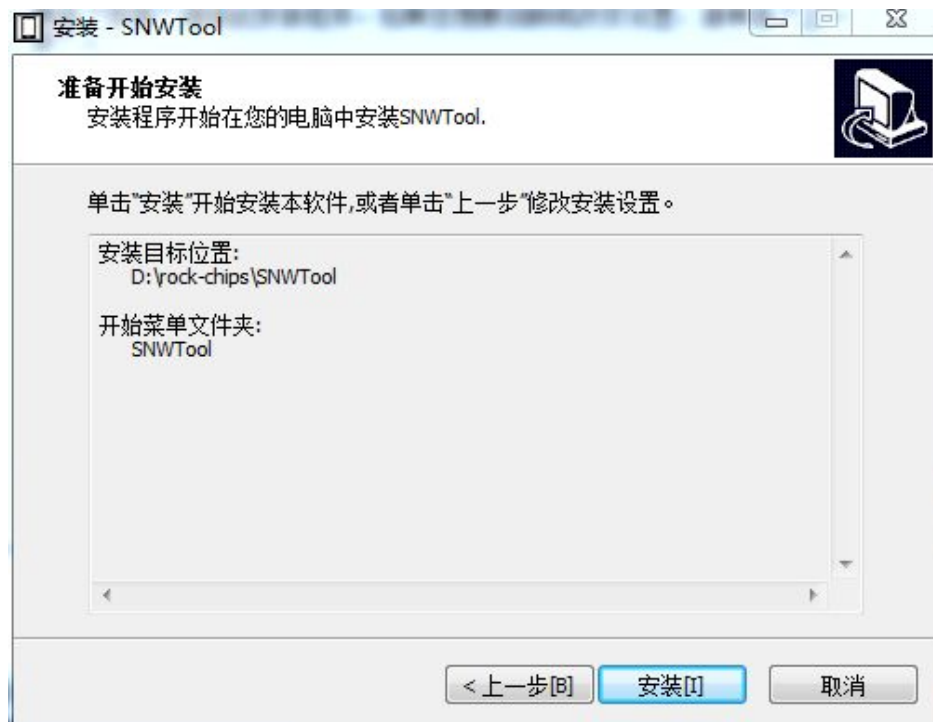 安装 - SNWTool
准备开始安装
安装程序开始在您的电脑中安装SNWTool.
单击"安装"开始安装本软件,或者单击"上一步"修改安装设置。
安装目标位置:
D:\rock-chips\SNWTool
开始菜单文件夹:
SNWTool
<上一步[B]
安装[I]
取消